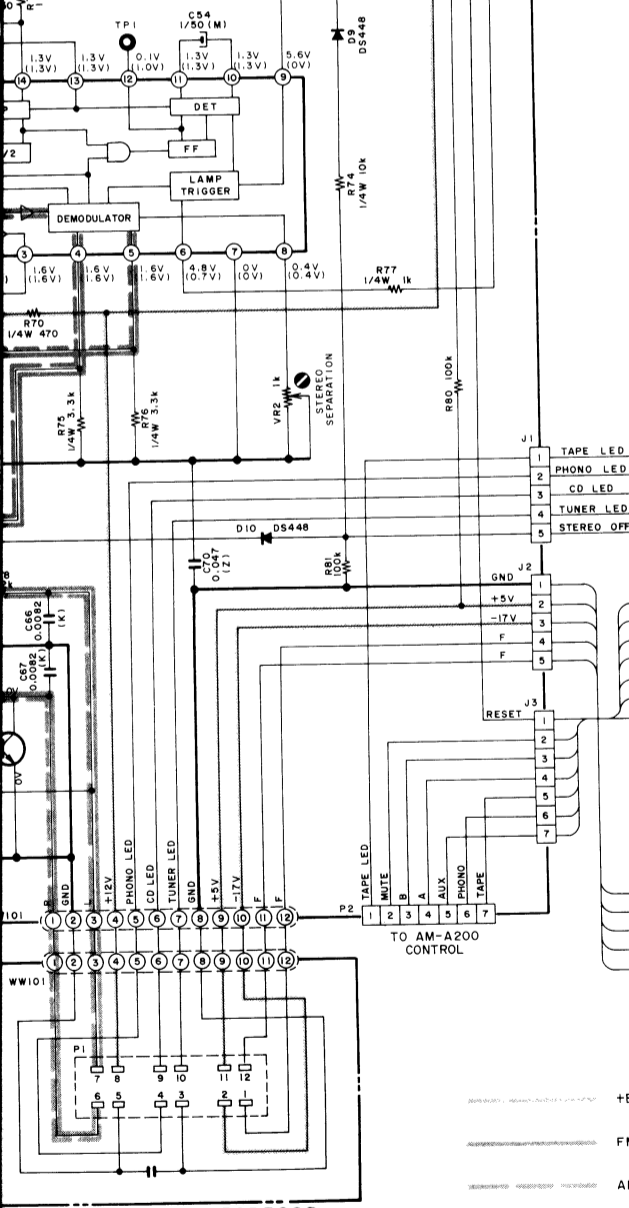 C54
1/50 (M)
TP1
D9
DS448
1.3V
(1.3V)
1.3V
(1.3V)
0.1V
(1.0V)
1.3V
(1.3V)
1.3V
(1.3V)
5.6V
(0V)
14 13 12 11 10 9
DET
FF
/2
LAMP
TRIGGER
DEMODULATOR
R74
1/4W 10k
3 4 5 6 7 8
1.6V
(1.6V)
1.6V
(1.6V)
1.6V
(1.6V)
4.8V
(0.7V)
0V
(0V)
0.4V
(0.4V)
R77
1/4W 1k
R70
1/4W 470
R75
1/4W 3.3k
R76
1/4W 3.3k
VR2 1k
STEREO
SEPARATION
R80 100k
J1
1 TAPE LED
2 PHONO LED
3 CD LED
4 TUNER LED
5 STEREO OFF
D10 DS448
C70
0.047
(Z)
R81
100k
J2
GND 1
+5V 2
-17V 3
F 4
F 5
C66
0.0082
(K)
C67
0.0082
(K)
0V
J3
RESET 1
2
3
4
5
6
7
R
GND
L
+12V
PHONO LED
CD LED
TUNER LED
GND
+5V
-17V
F
F
TAPE LED
MUTE
B
A
AUX
PHONO
TAPE
101 1 2 3 4 5 6 7 8 9 10 11 12
P2 1 2 3 4 5 6 7
TO AM-A200
CONTROL
1 2 3 4 5 6 7 8 9 10 11 12
WW101
P1
7 8 9 10 11 12
6 5 4 3 2 1